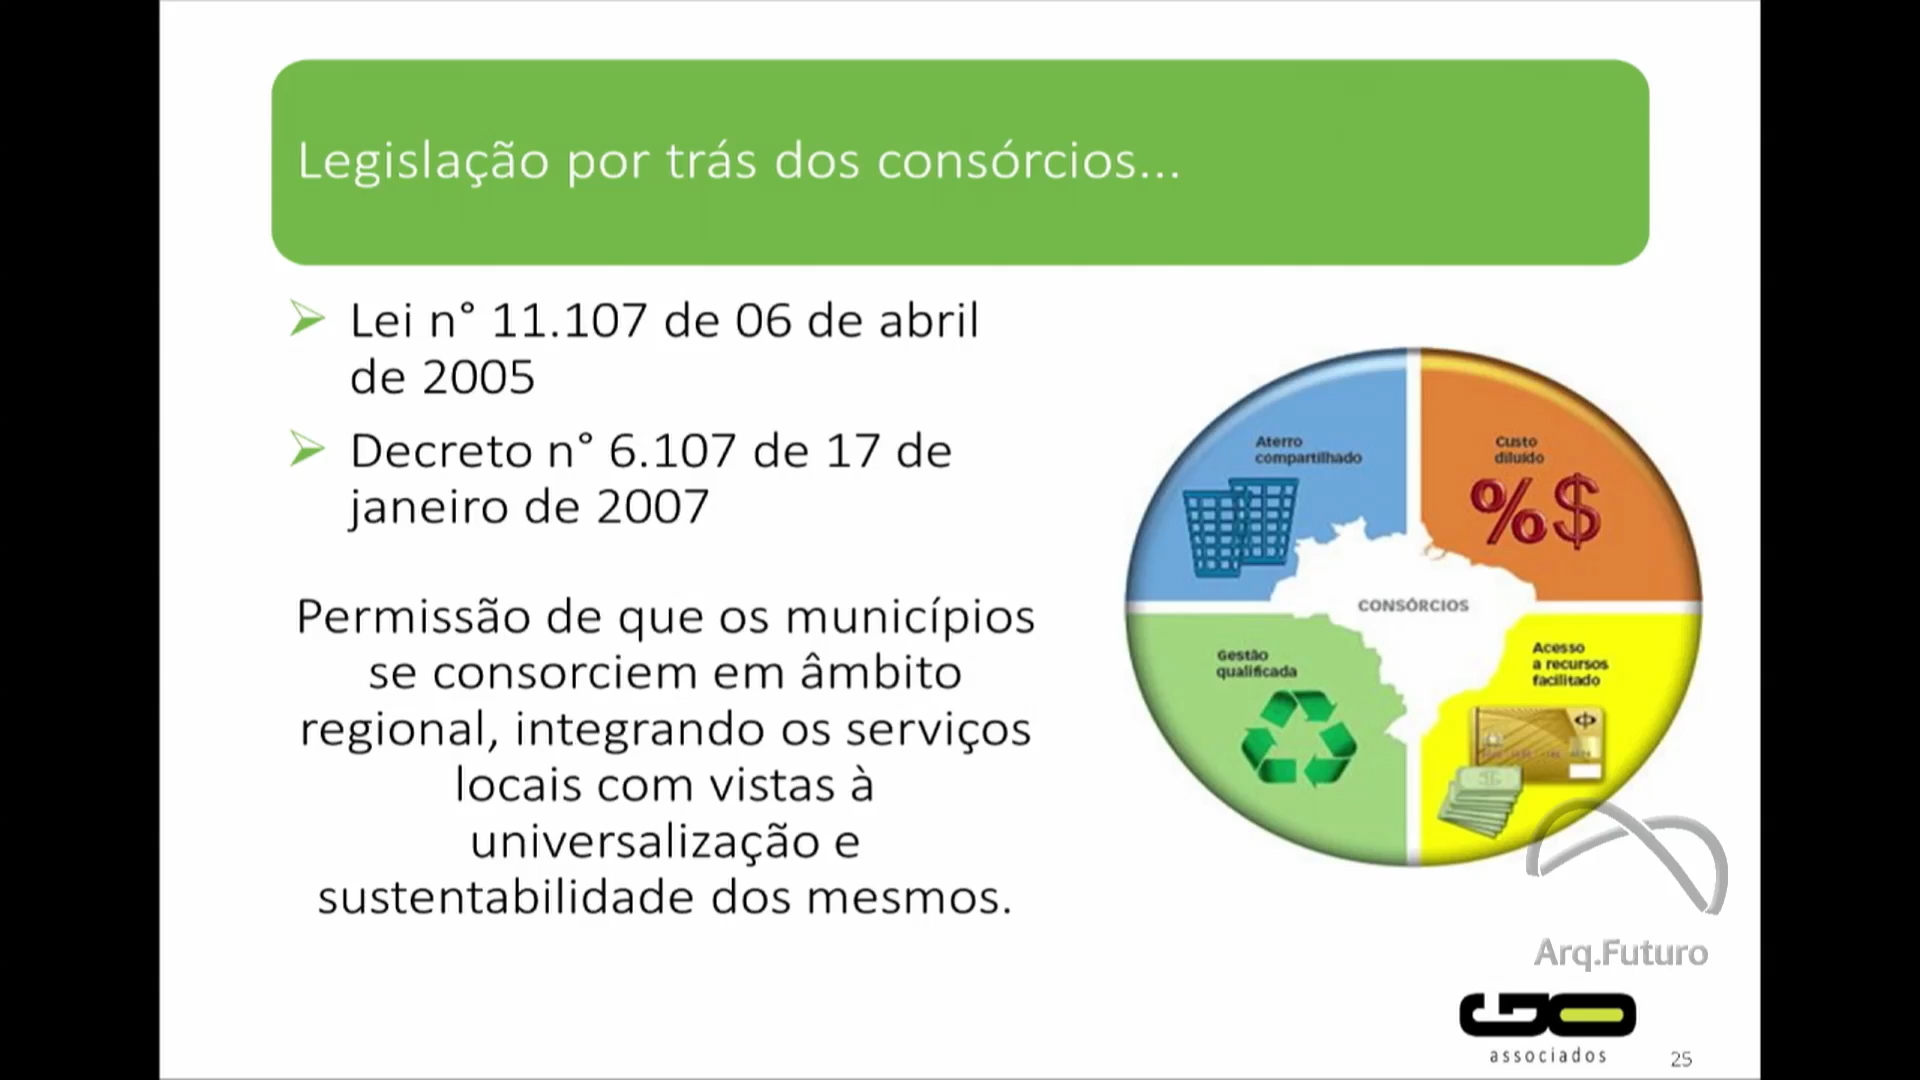 Legislação por trás dos consórcios...
Lei n° 11.107 de 06 de abril
de 2005
Decreto n° 6.107 de 17 de
janeiro de 2007
Permissão de que os municípios
se consorciem em âmbito
regional, integrando os serviços
locais com vistas à
universalização e
sustentabilidade dos mesmos.
Aterro
compartilhado
Custo
diluído
%$
CONSÓRCIOS
Gestão
qualificada
Acesso
a recursos
facilitado
Arq.Futuro
GO
associados
25